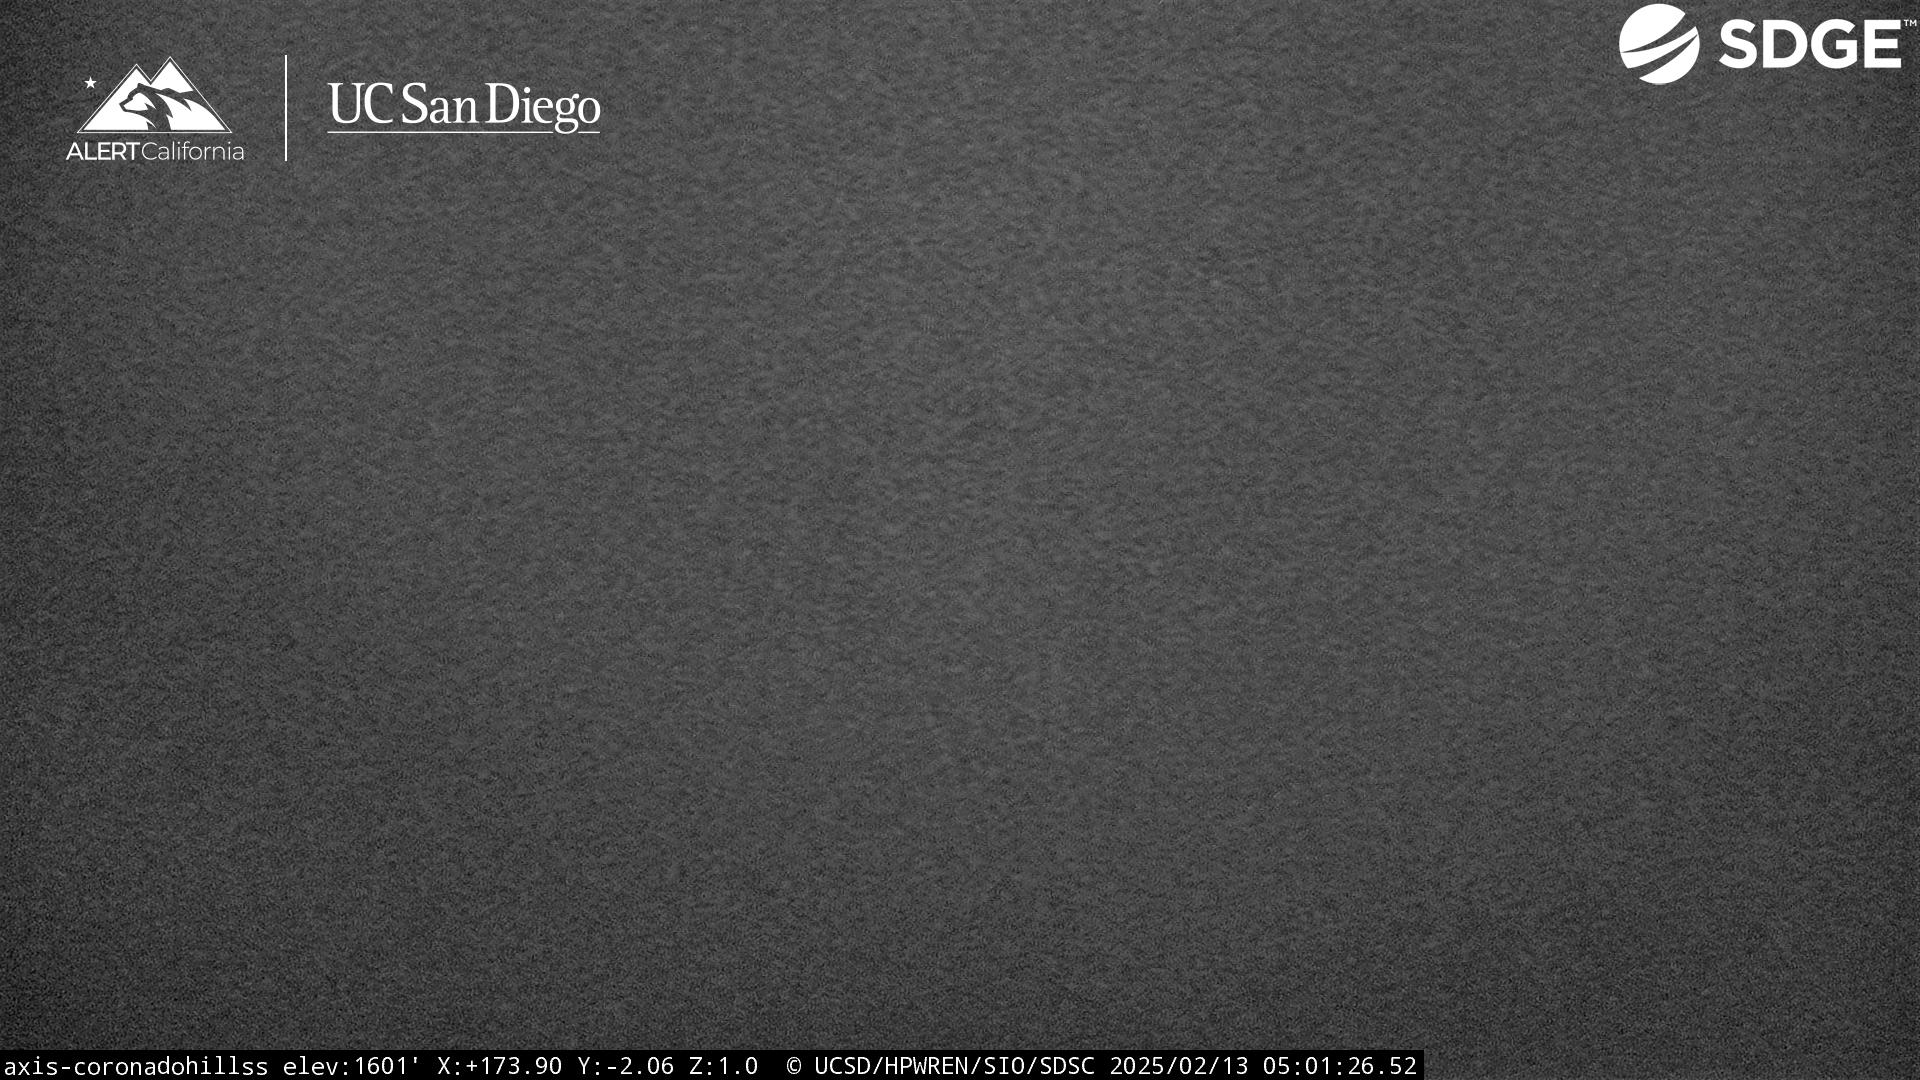 SDGE™
UC San Diego
ALERTCalifornia
axis-coronadohillss elev:1601' X:+173.90 Y:-2.06 Z:1.0 © UCSD/HPWREN/SIO/SDSC 2025/02/13 05:01:26.52